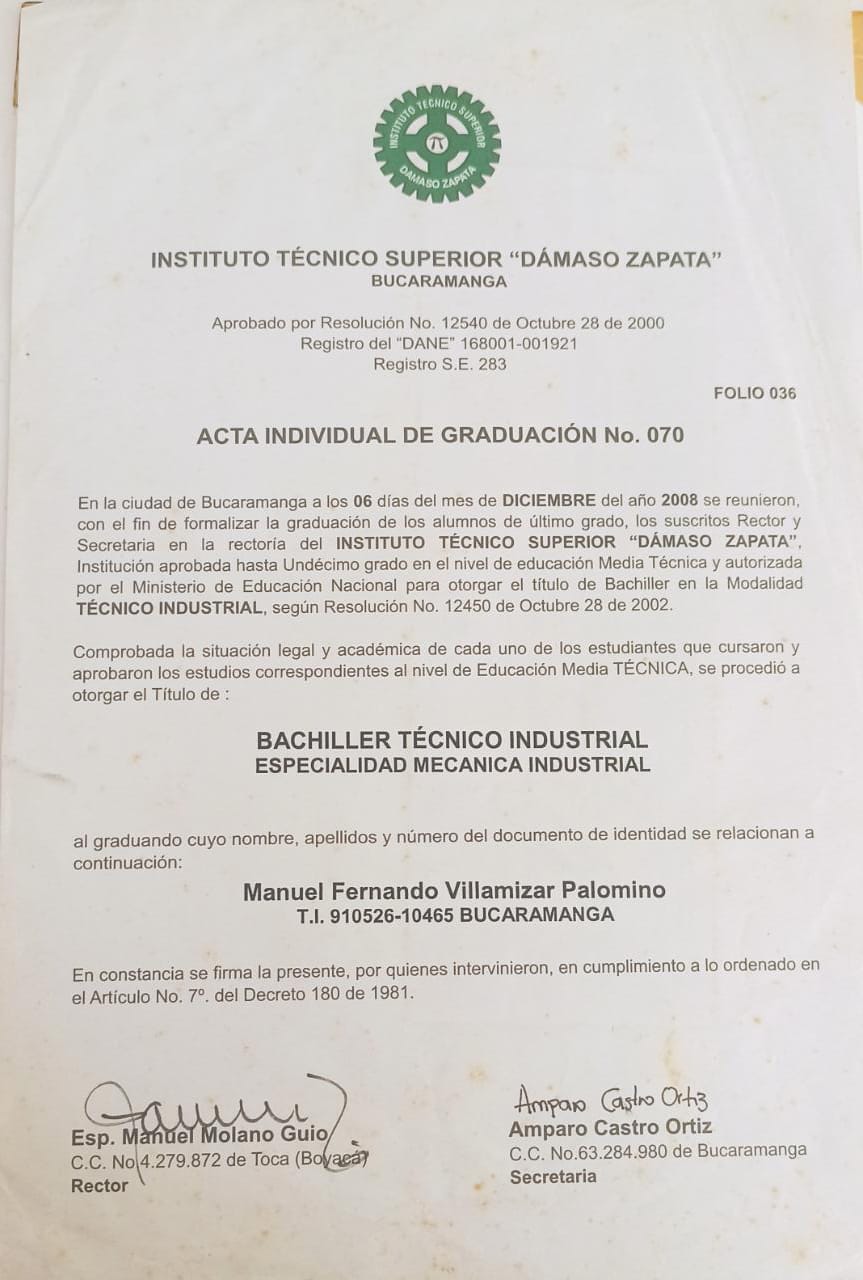 INSTITUTO TECNICO SUPERIOR
π
DAMASO ZAPATA
INSTITUTO TÉCNICO SUPERIOR “DÁMASO ZAPATA”
BUCARAMANGA
Aprobado por Resolución No. 12540 de Octubre 28 de 2000
Registro del “DANE” 168001-001921
Registro S.E. 283
FOLIO 036
ACTA INDIVIDUAL DE GRADUACIÓN No. 070
En la ciudad de Bucaramanga a los 06 días del mes de DICIEMBRE del año 2008 se reunieron,
con el fin de formalizar la graduación de los alumnos de último grado, los suscritos Rector y
Secretaria en la rectoría del INSTITUTO TÉCNICO SUPERIOR “DÁMASO ZAPATA”,
Institución aprobada hasta Undécimo grado en el nivel de educación Media Técnica y autorizada
por el Ministerio de Educación Nacional para otorgar el título de Bachiller en la Modalidad
TÉCNICO INDUSTRIAL, según Resolución No. 12450 de Octubre 28 de 2002.
Comprobada la situación legal y académica de cada uno de los estudiantes que cursaron y
aprobaron los estudios correspondientes al nivel de Educación Media TÉCNICA, se procedió a
otorgar el Título de :
BACHILLER TÉCNICO INDUSTRIAL
ESPECIALIDAD MECANICA INDUSTRIAL
al graduando cuyo nombre, apellidos y número del documento de identidad se relacionan a
continuación:
Manuel Fernando Villamizar Palomino
T.I. 910526-10465 BUCARAMANGA
En constancia se firma la presente, por quienes intervinieron, en cumplimiento a lo ordenado en
el Artículo No. 7º. del Decreto 180 de 1981.
Esp. Manuel Molano Guio
C.C. No 4.279.872 de Toca (Boyacá)
Rector
Amparo Castro Ortiz
Amparo Castro Ortiz
C.C. No.63.284.980 de Bucaramanga
Secretaria